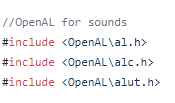 //OpenAL for sounds
#include <OpenAL\al.h>
#include <OpenAL\alc.h>
#include <OpenAL\alut.h>